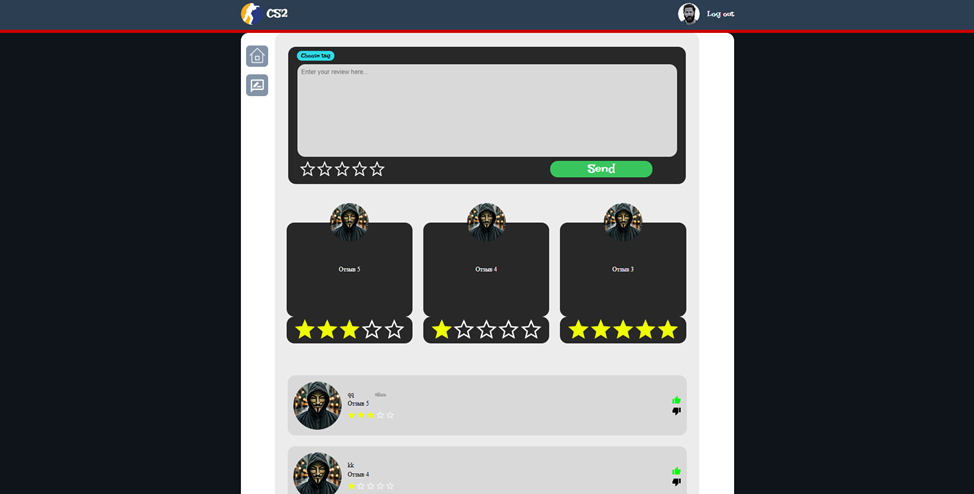 CS2
Log out
Choose tag
Enter your review here...
Send
Отзыв 5
Отзыв 4
Отзыв 3
qq
Отзыв 5
kk
Отзыв 4